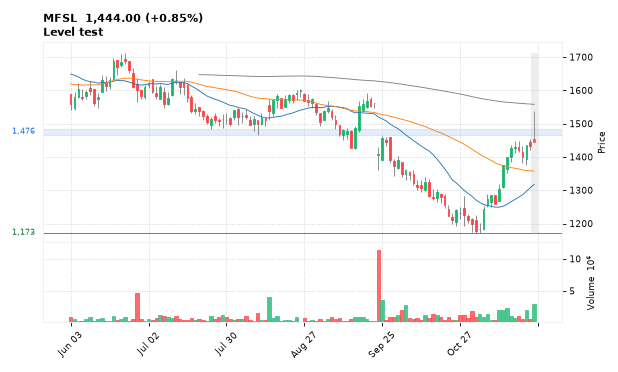 MFSL 1,444.00 (+0.85%)
Level test
1700
1600
1500
1,476
1400
1300
1200
1,173
Price
10
5
Volume 10⁶
Jun 03
Jul 02
Jul 30
Aug 27
Sep 25
Oct 27